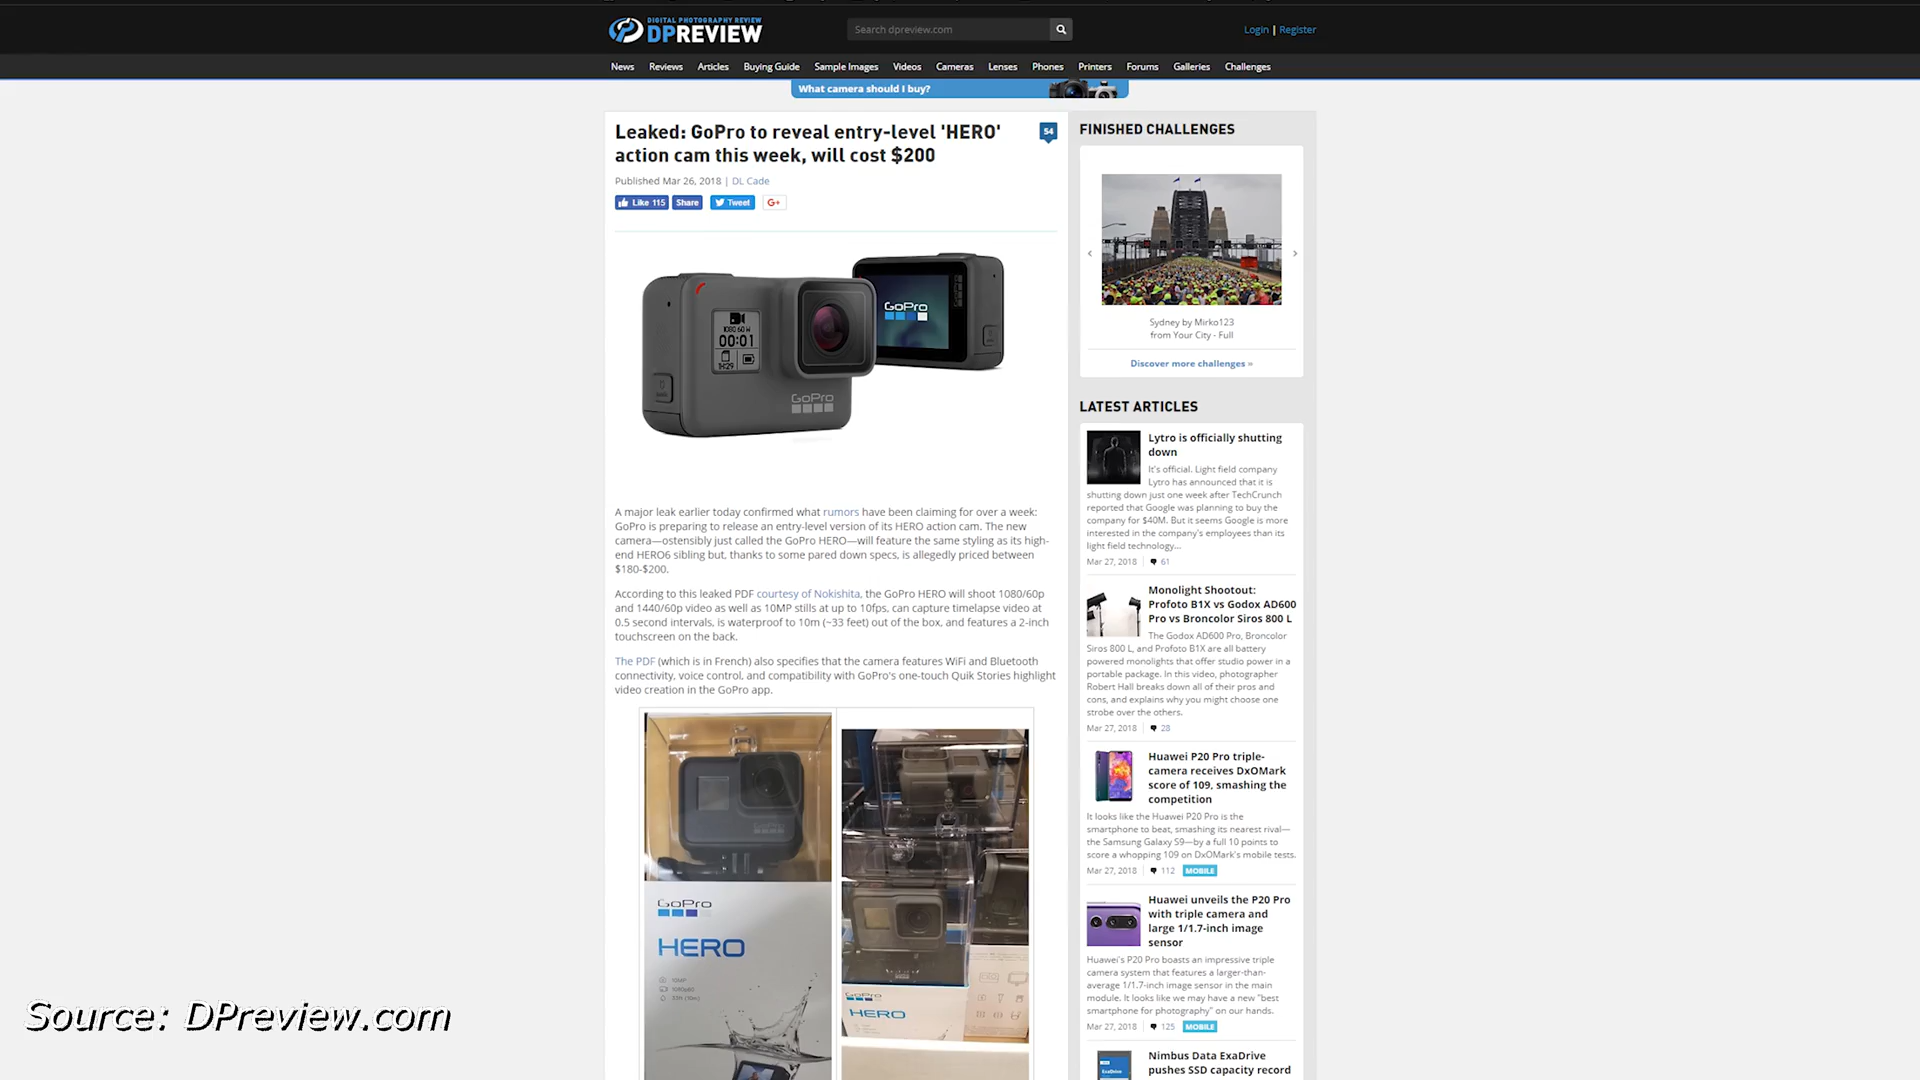 DIGITAL PHOTOGRAPHY REVIEW
DPREVIEW
Search dpreview.com
Login | Register
News Reviews Articles Buying Guide Sample Images Videos Cameras Lenses Phones Printers Forums Galleries Challenges
What camera should I buy?
Leaked: GoPro to reveal entry-level 'HERO'
action cam this week, will cost $200
54
Published Mar 26, 2018 | DL Cade
Like 115 Share Tweet G+
1080 60 W
00:01
1H:29
GoPro
GoPro
A major leak earlier today confirmed what rumors have been claiming for over a week:
GoPro is preparing to release an entry-level version of its HERO action cam. The new
camera—ostensibly just called the GoPro HERO—will feature the same styling as its high-
end HERO6 sibling but, thanks to some pared down specs, is allegedly priced between
$180-$200.
According to this leaked PDF courtesy of Nokishita, the GoPro HERO will shoot 1080/60p
and 1440/60p video as well as 10MP stills at up to 10fps, can capture timelapse video at
0.5 second intervals, is waterproof to 10m (~33 feet) out of the box, and features a 2-inch
touchscreen on the back.
The PDF (which is in French) also specifies that the camera features WiFi and Bluetooth
connectivity, voice control, and compatibility with GoPro's one-touch Quik Stories highlight
video creation in the GoPro app.
GoPro
GoPro
HERO
10MP
1080p60
33ft (10m)
GoPro
HERO
FINISHED CHALLENGES
Sydney by Mirko123
from Your City - Full
Discover more challenges »
LATEST ARTICLES
Lytro is officially shutting
down
It's official. Light field company
Lytro has announced that it is
shutting down just one week after TechCrunch
reported that Google was planning to buy the
company for $40M. But it seems Google is more
interested in the company's employees than its
light field technology...
Mar 27, 2018 | 61
Monolight Shootout:
Profoto B1X vs Godox AD600
Pro vs Broncolor Siros 800 L
The Godox AD600 Pro, Broncolor
Siros 800 L, and Profoto B1X are all battery
powered monolights that offer studio power in a
portable package. In this video, photographer
Robert Hall breaks down all of their pros and
cons, and explains why you might choose one
strobe over the others.
Mar 27, 2018 | 28
Huawei P20 Pro triple-
camera receives DxOMark
score of 109, smashing the
competition
It looks like the Huawei P20 Pro is the
smartphone to beat, smashing its nearest rival—
the Samsung Galaxy S9—by a full 10 points to
score a whopping 109 on DxOMark's mobile tests.
Mar 27, 2018 | 112 MOBILE
Huawei unveils the P20 Pro
with triple camera and
large 1/1.7-inch image
sensor
Huawei's P20 Pro boasts an impressive triple
camera system that features a larger-than-
average 1/1.7-inch image sensor in the main
module. It looks like we may have a new "best
smartphone for photography" on our hands.
Mar 27, 2018 | 125 MOBILE
ExaDrive
Nimbus Data ExaDrive
pushes SSD capacity record
Source: DPreview.com